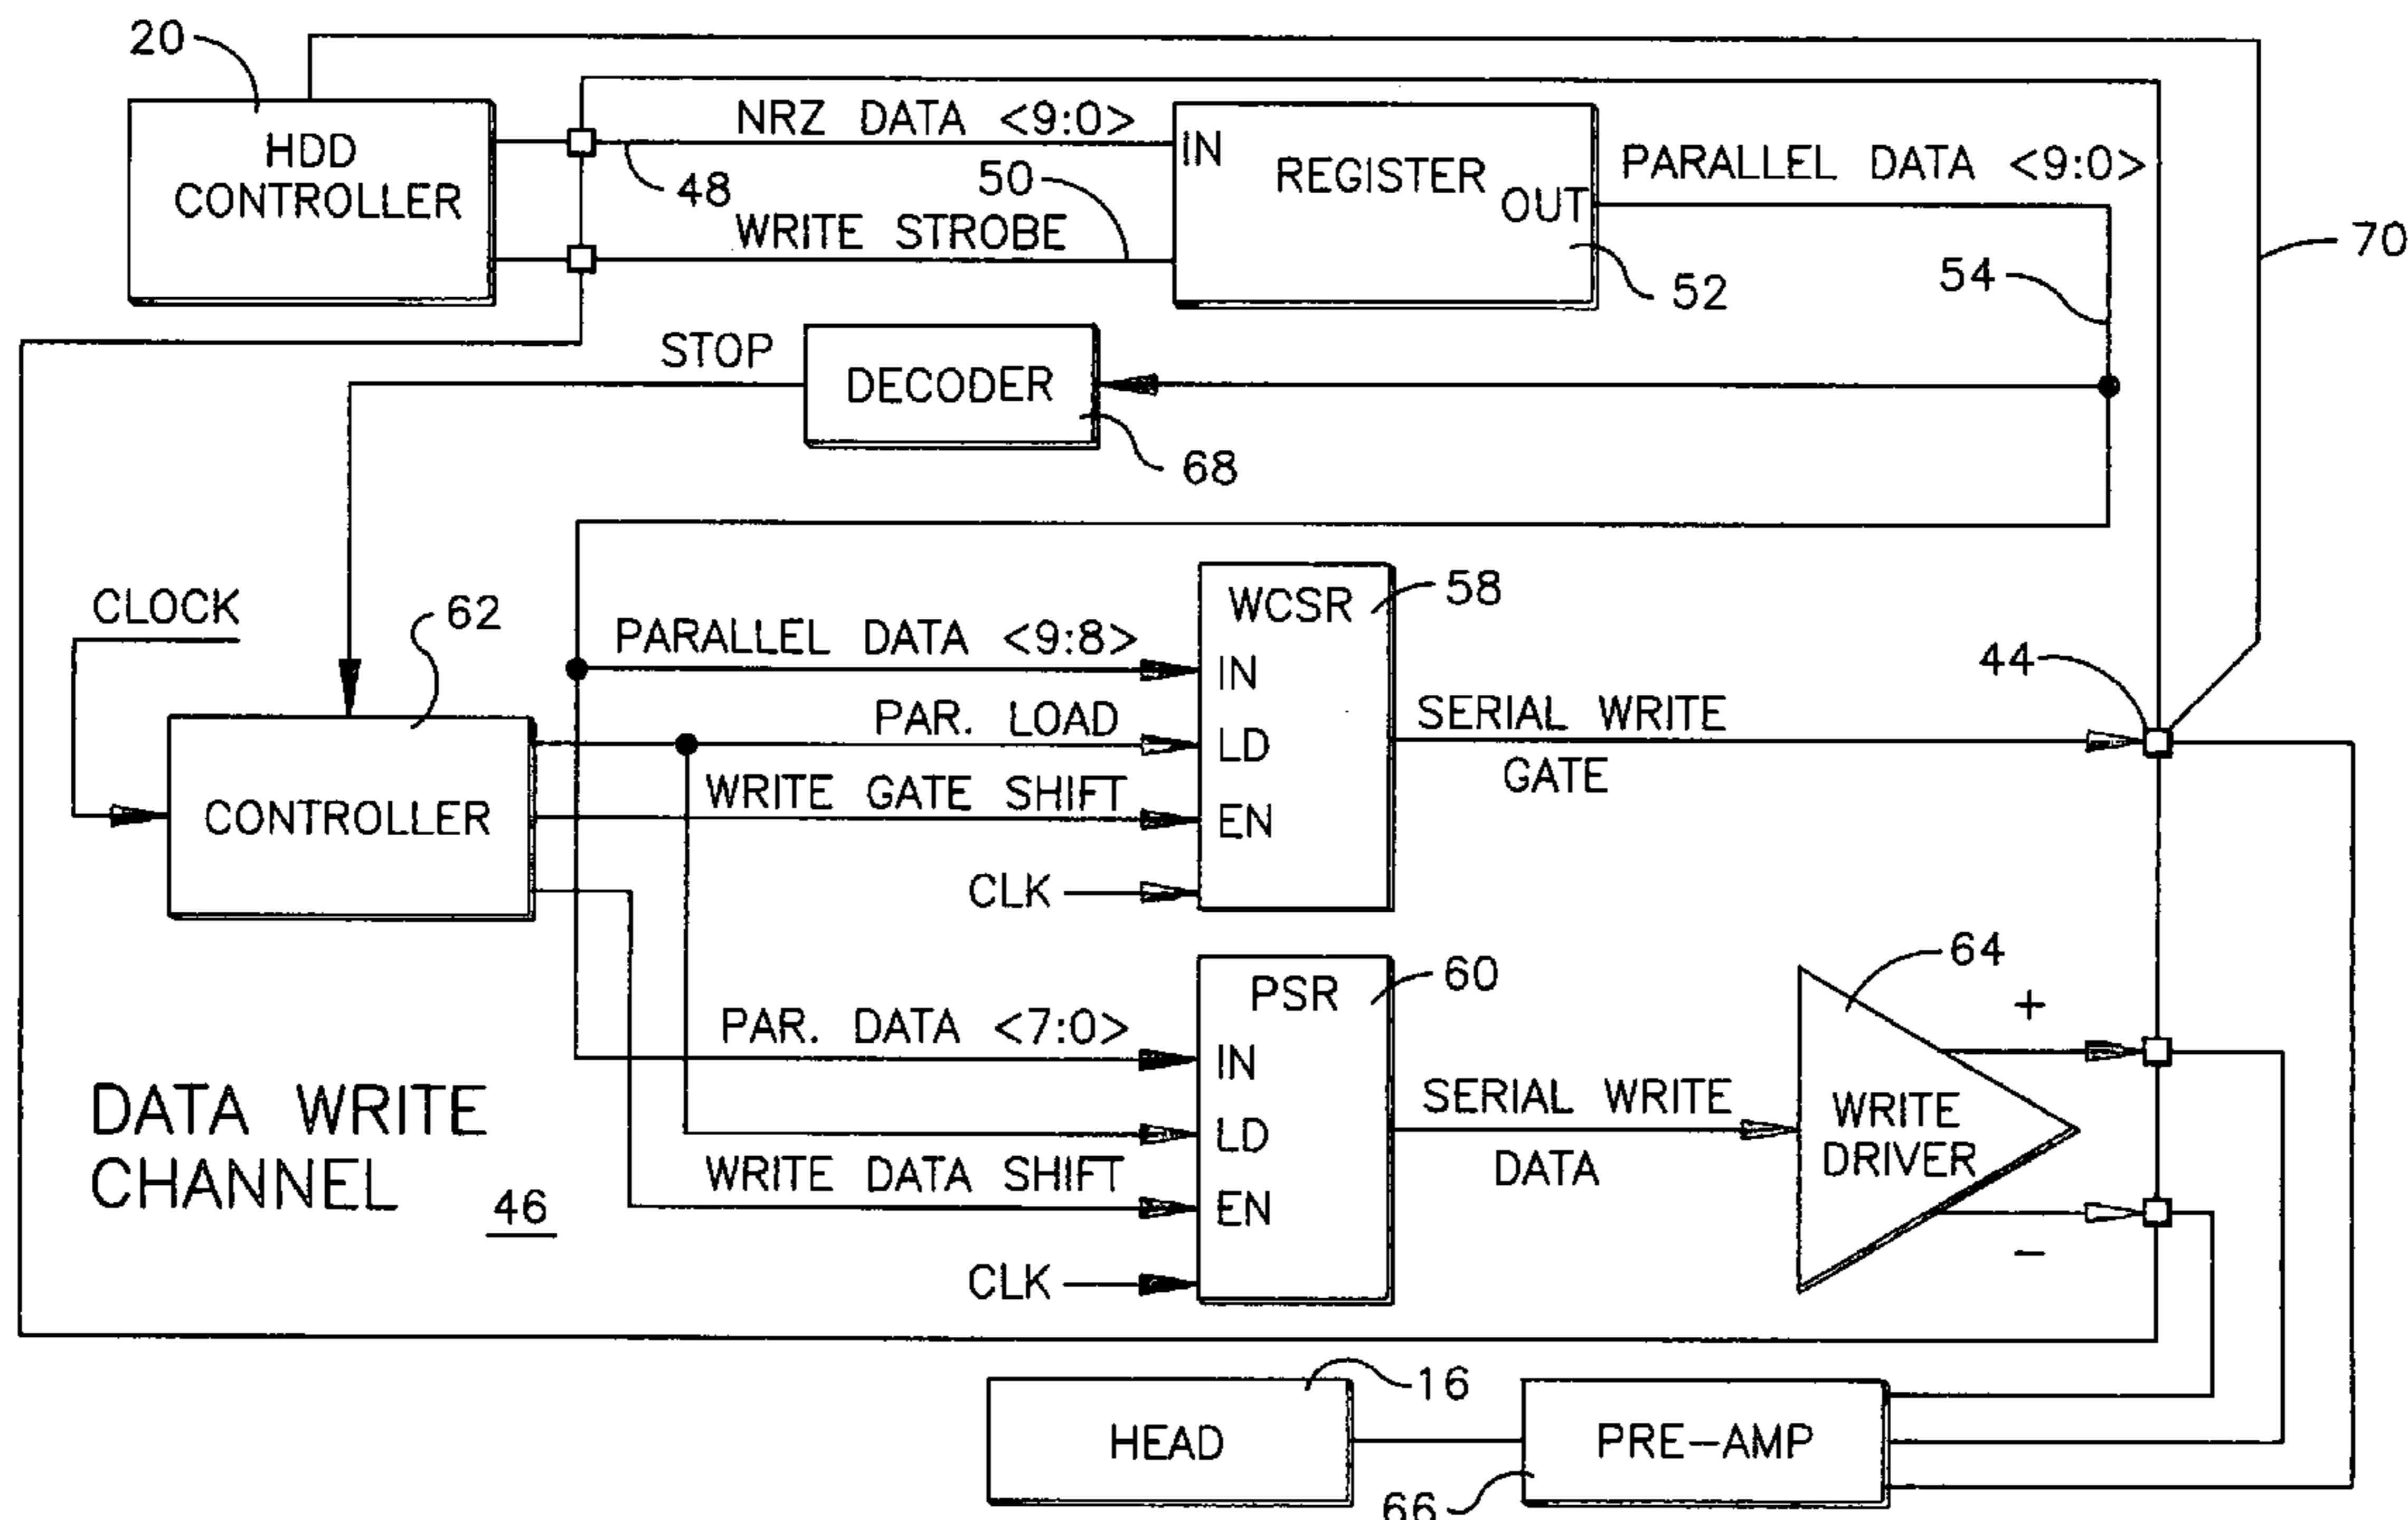 20
HDD
CONTROLLER
NRZ DATA <9:0>
48
50
WRITE STROBE
IN
REGISTER
OUT
52
PARALLEL DATA <9:0>
54
70
STOP
DECODER
68
CLOCK
62
CONTROLLER
PARALLEL DATA <9:8>
PAR. LOAD
WRITE GATE SHIFT
CLK
WCSR
58
IN
LD
EN
SERIAL WRITE
GATE
44
PAR. DATA <7:0>
WRITE DATA SHIFT
CLK
PSR
60
IN
LD
EN
SERIAL WRITE
DATA
64
WRITE
DRIVER
+
−
DATA WRITE
CHANNEL
46
HEAD
16
PRE-AMP
66